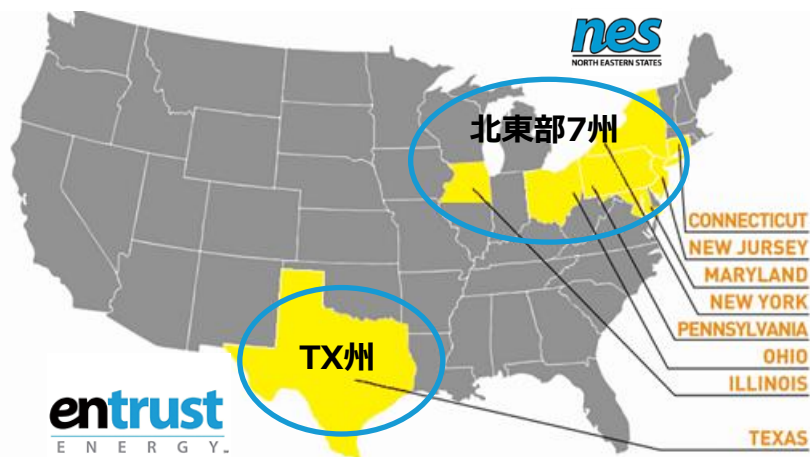 nes
NORTH EASTERN STATES
北東部7州
CONNECTICUT
NEW JURSEY
MARYLAND
NEW YORK
PENNSYLVANIA
OHIO
ILLINOIS
TX州
entrust
ENERGY
TEXAS